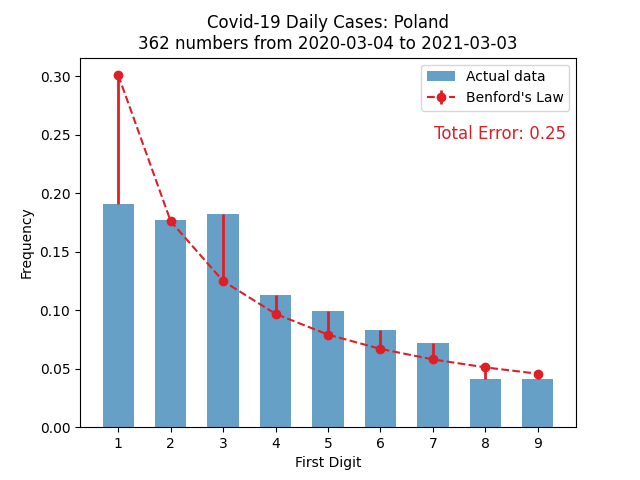 Covid-19 Daily Cases: Poland
362 numbers from 2020-03-04 to 2021-03-03
Actual data
Benford's Law
Total Error: 0.25
Frequency
0.30
0.25
0.20
0.15
0.10
0.05
0.00
1 2 3 4 5 6 7 8 9
First Digit